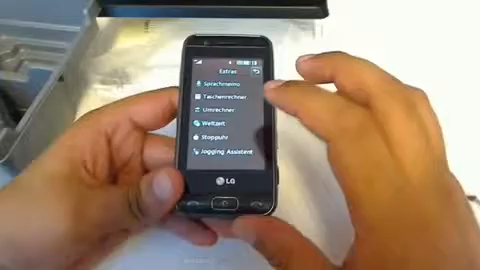 Extras
Sprachmemo
Taschenrechner
Umrechner
Weltzeit
Stoppuhr
Jogging Assistent
LG